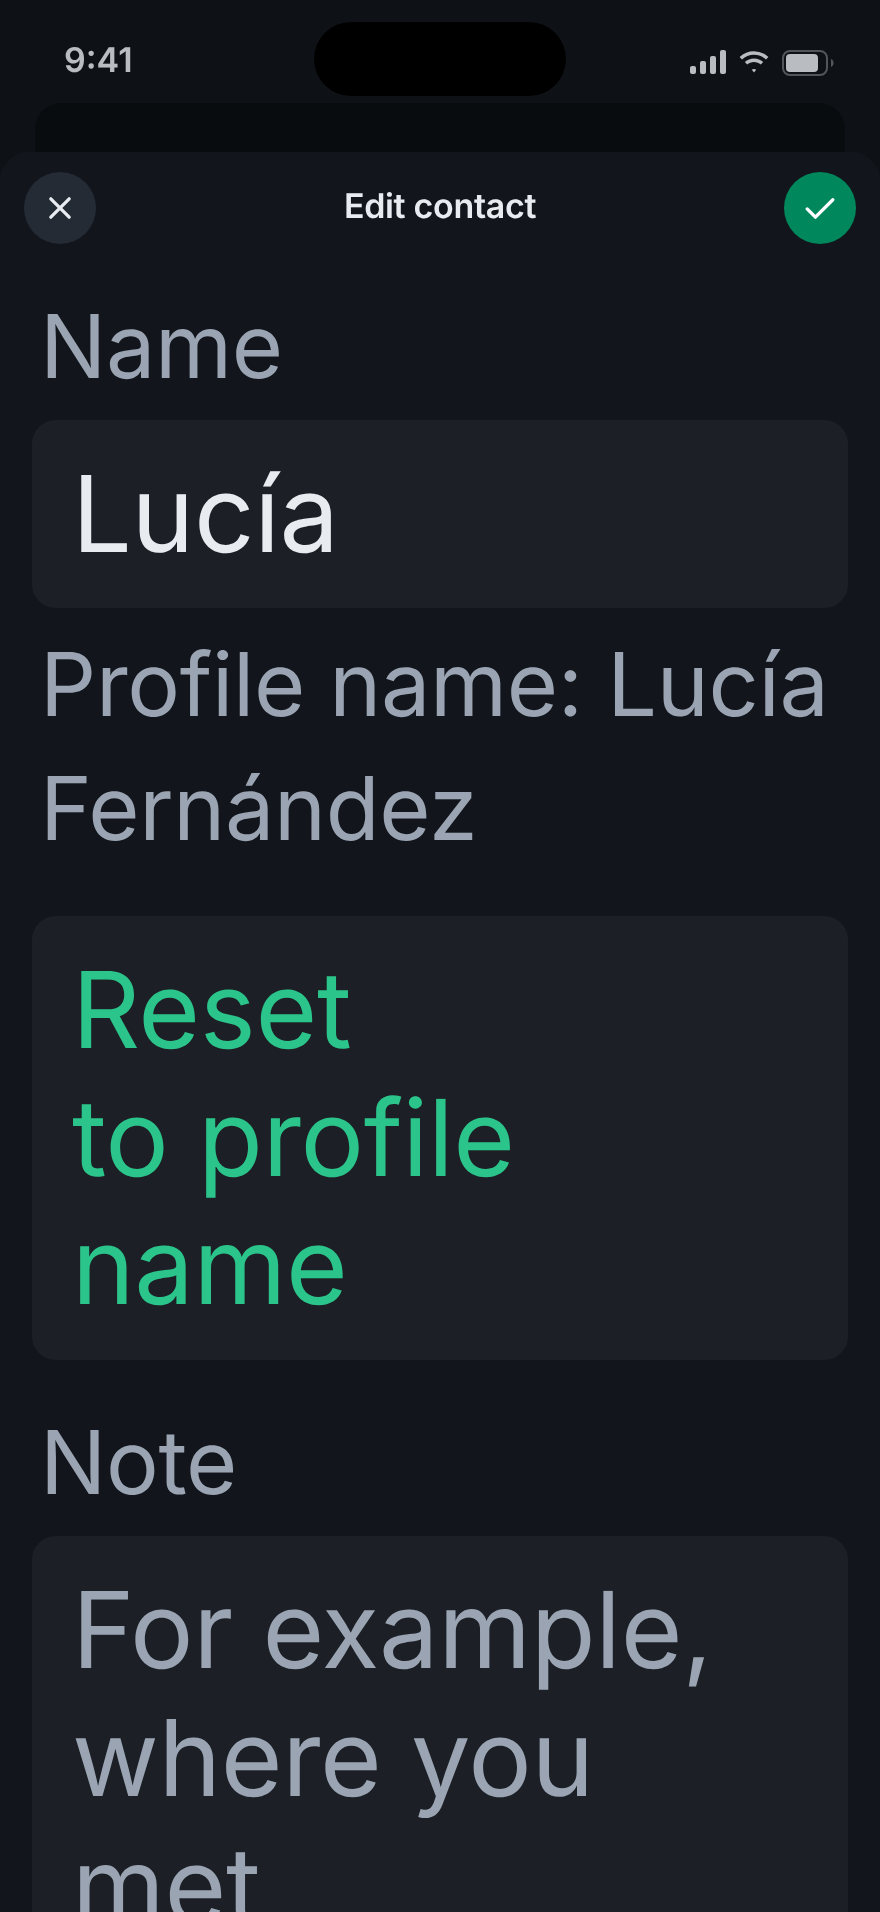 9:41
Edit contact
Name
Lucía
Profile name: Lucía
Fernández
Reset
to profile
name
Note
For example,
where you
met